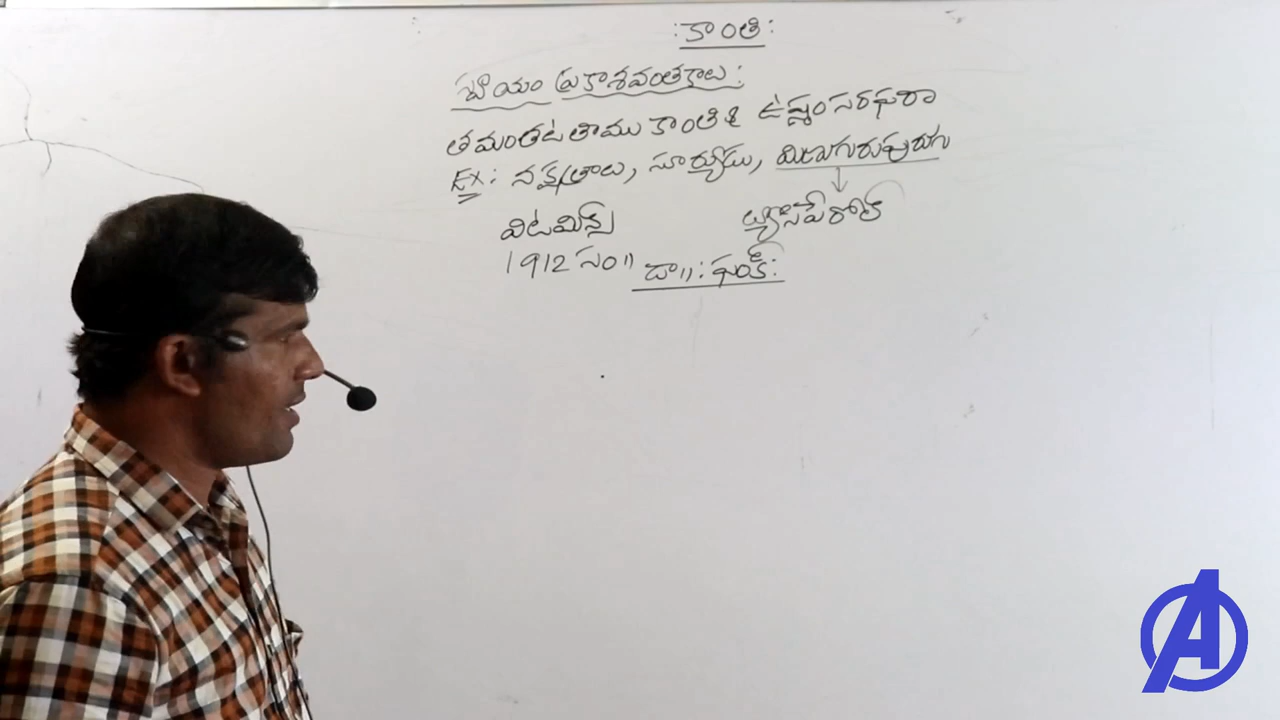 :కాంతి:
స్వయం ప్రకాశవంతకాలు:
తమంతట తాము కాంతి & ఉష్ణం సరఫరా
Ex: నక్షత్రాలు, సూర్యుడు, మిణుగురుపురుగు
విటమిన్స్
1912 సం॥ డా॥: ఫంక్: